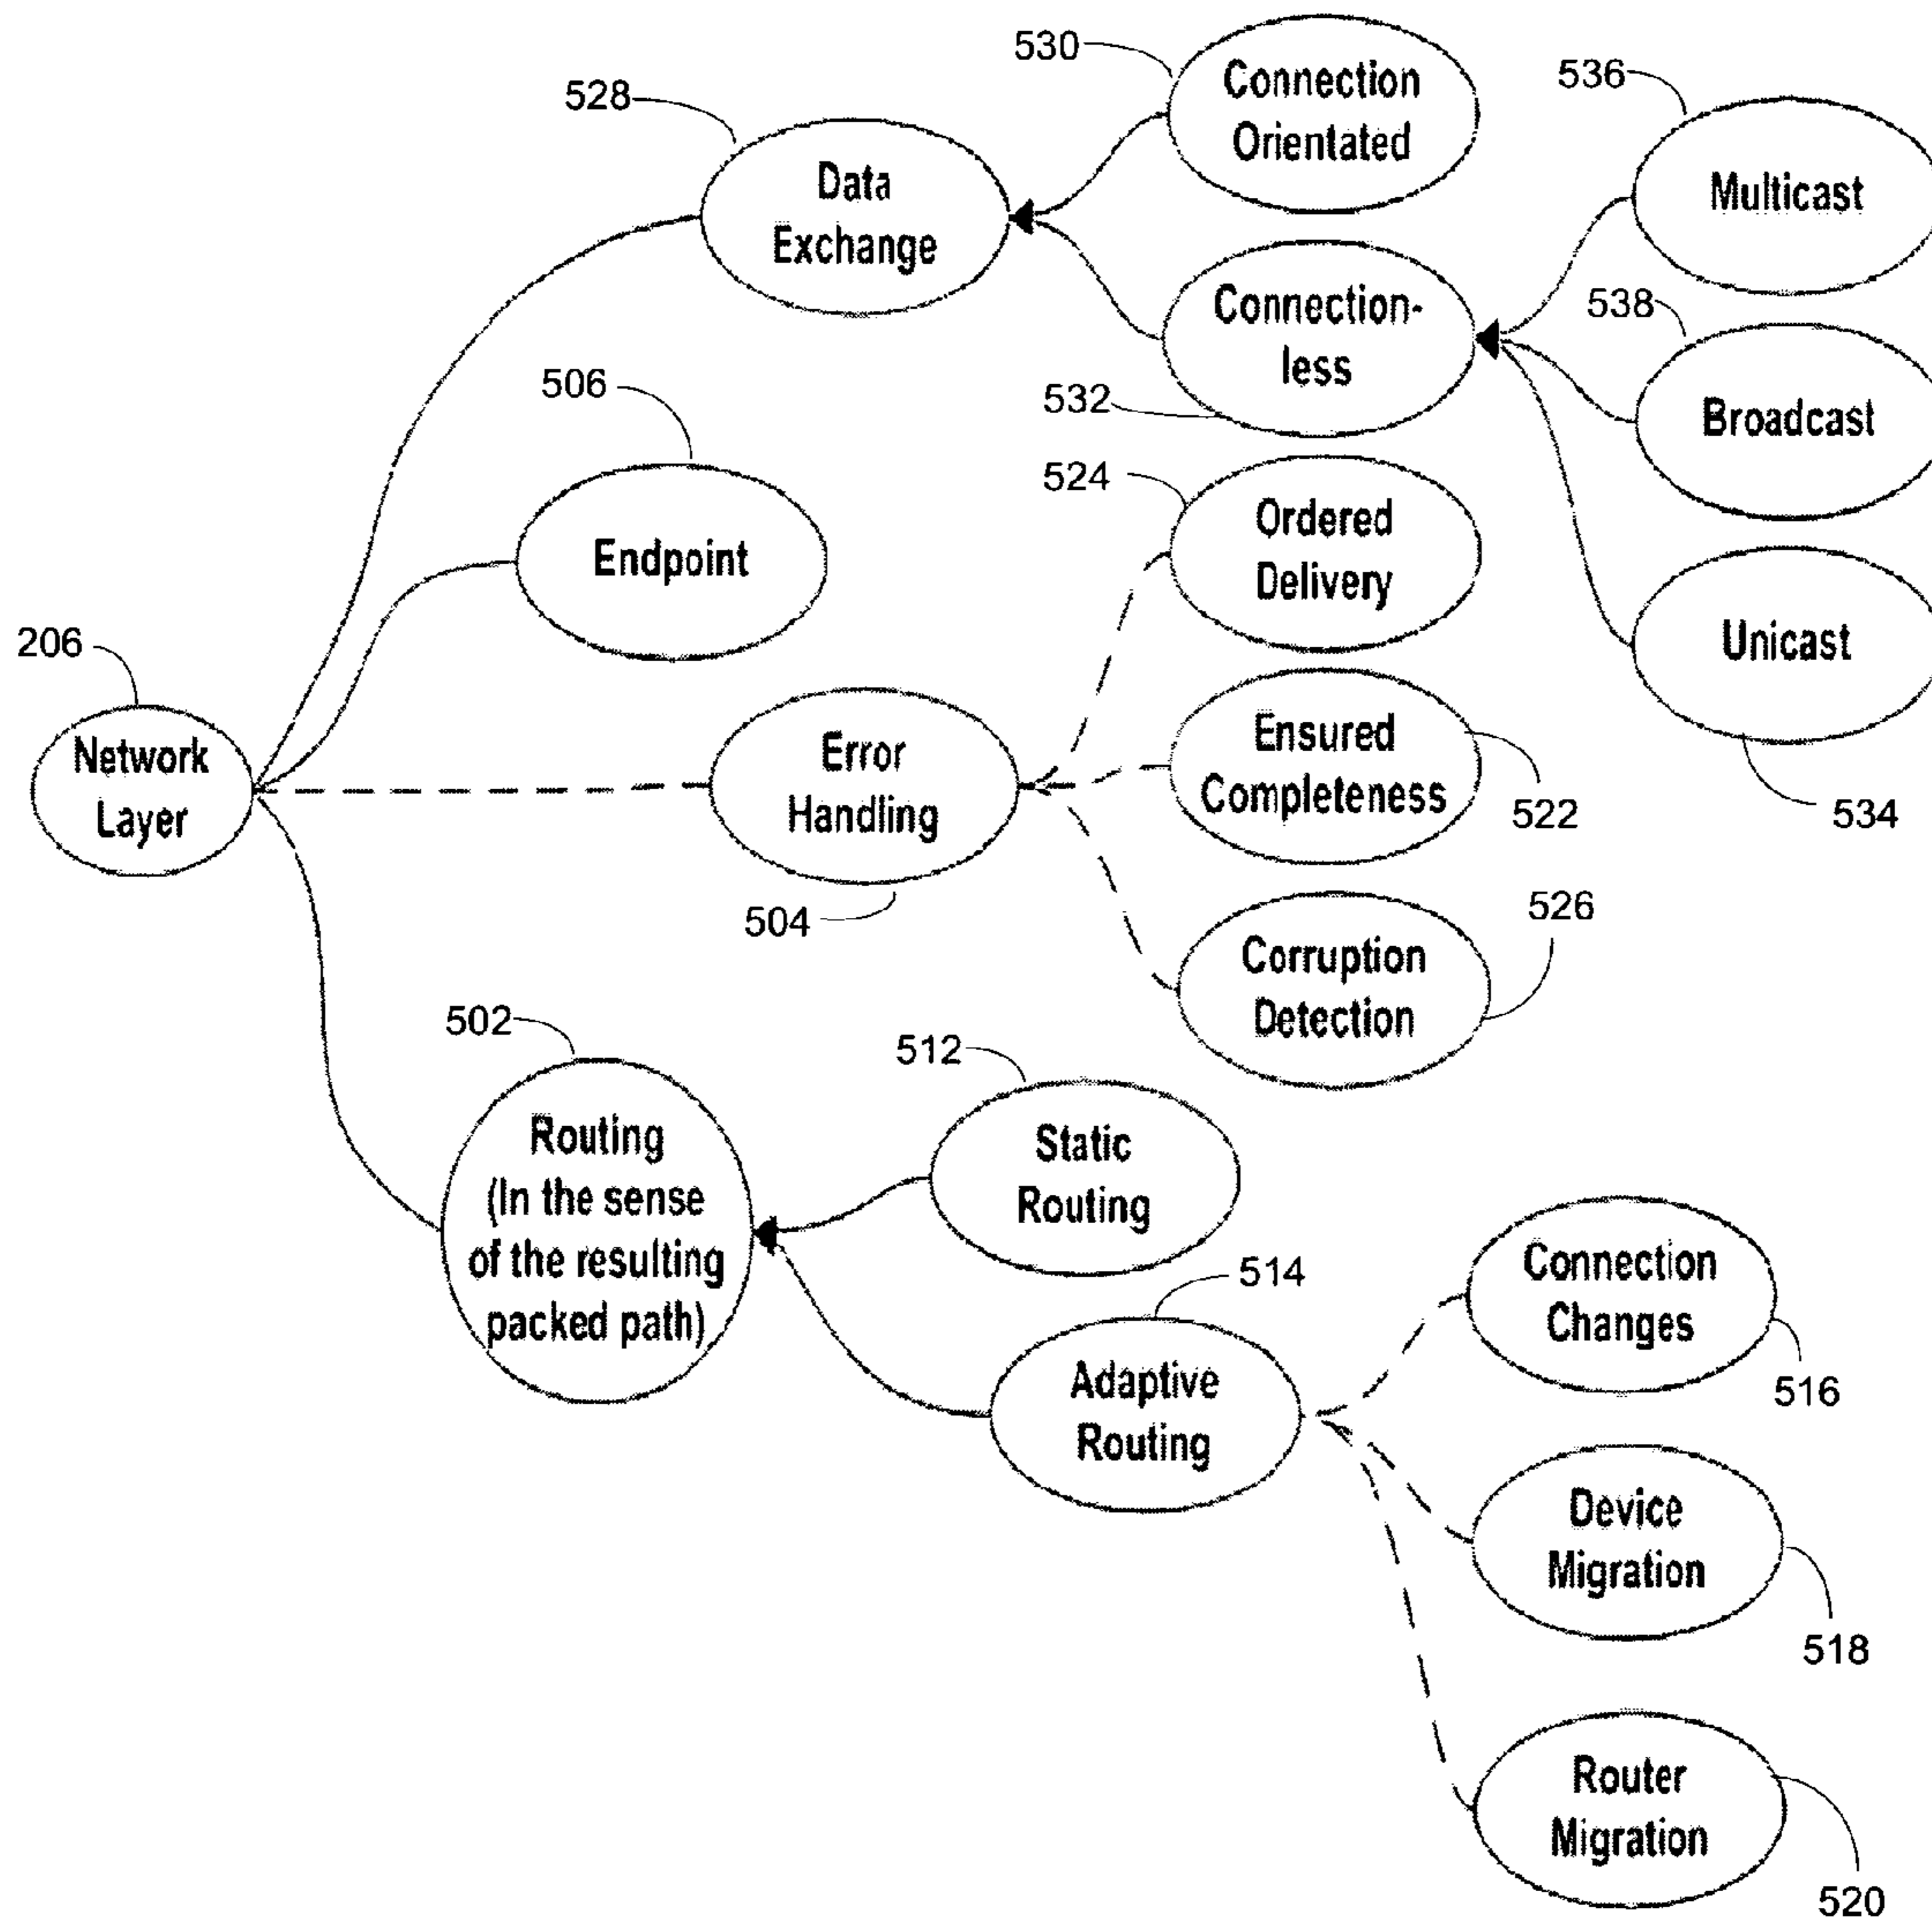 530
Connection
Orientated
536
528
Multicast
Data
Exchange
538
Connection-
less
532
Broadcast
506
524
Ordered
Delivery
Endpoint
Unicast
206
Ensured
Completeness
522
534
Network
Layer
Error
Handling
504
526
Corruption
Detection
502
512
Routing
(In the sense
of the resulting
packed path)
Static
Routing
514
Connection
Changes
516
Adaptive
Routing
Device
Migration
518
Router
Migration
520